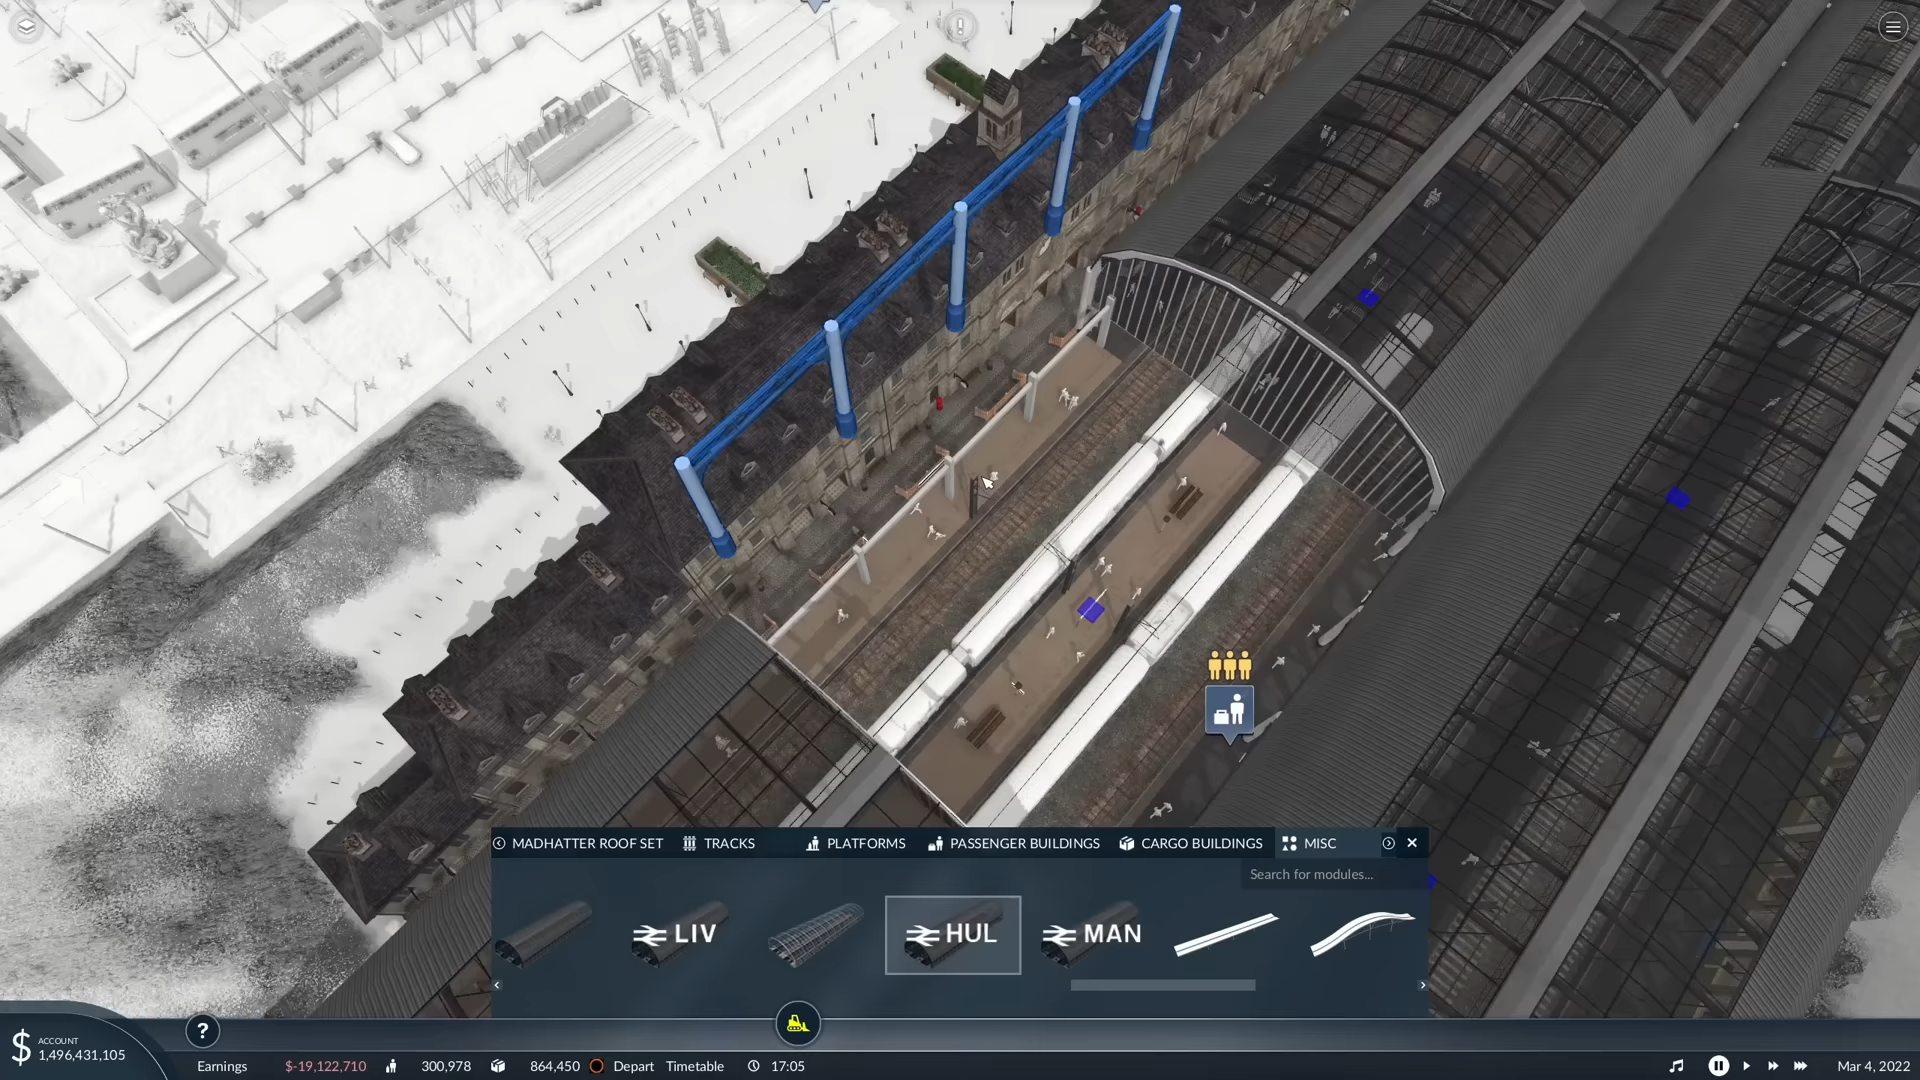 MADHATTER ROOF SET
TRACKS
PLATFORMS
PASSENGER BUILDINGS
CARGO BUILDINGS
MISC
Search for modules...
LIV
HUL
MAN
$ ACCOUNT
1,496,431,105
?
Earnings $-19,122,710 300,978 864,450 Depart Timetable 17:05 Mar 4, 2022